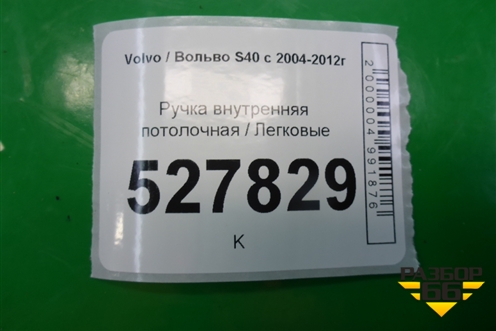 Volvo / Вольво S40 с 2004-2012г
Ручка внутренняя
потолочная / Легковые
527829
К
2000004991876
РАЗБОР
66